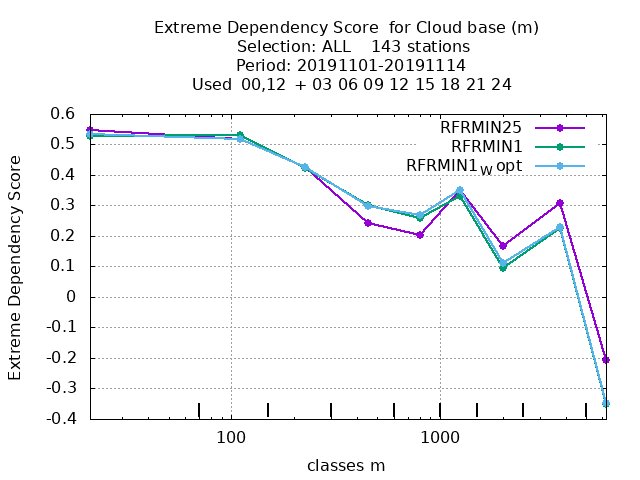 Extreme Dependency Score  for Cloud base (m)
Selection: ALL    143 stations
Period: 20191101-20191114
Used  00,12  + 03 06 09 12 15 18 21 24
RFRMIN25
RFRMIN1
RFRMIN1W opt
Extreme Dependency Score
0.6
0.5
0.4
0.3
0.2
0.1
0
-0.1
-0.2
-0.3
-0.4
100
1000
classes m